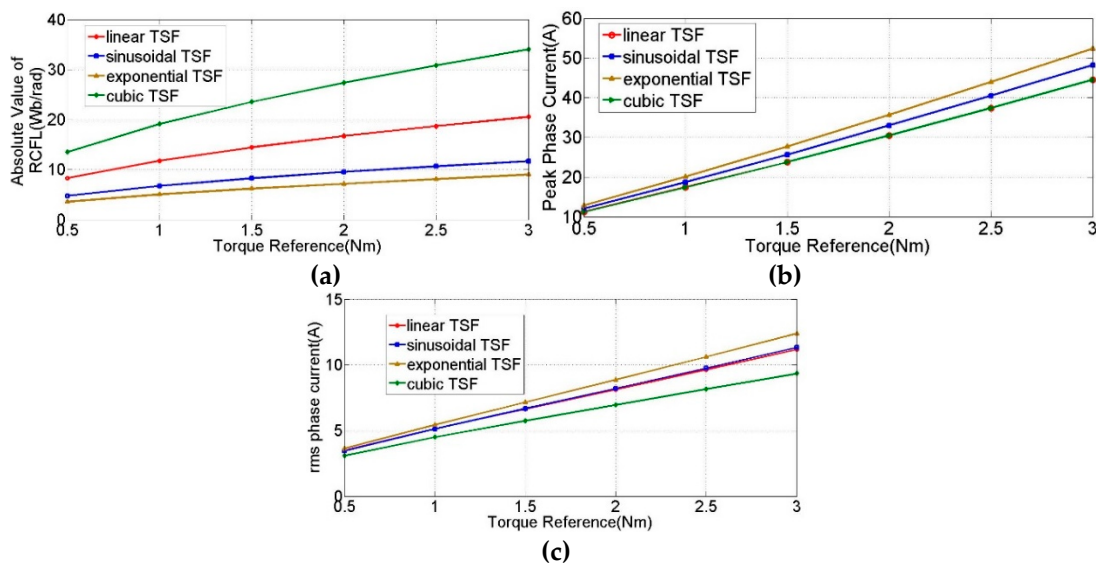 Absolute Value of
RCFL(Wb/rad)
40
30
20
10
0
linear TSF
sinusoidal TSF
exponential TSF
cubic TSF
0.5 1 1.5 2 2.5 3
Torque Reference(Nm)
(a)
Peak Phase Current(A)
60
50
40
30
20
10
linear TSF
sinusoidal TSF
exponential TSF
cubic TSF
0.5 1 1.5 2 2.5 3
Torque Reference(Nm)
(b)
rms phase current(A)
15
10
5
0
linear TSF
sinusoidal TSF
exponential TSF
cubic TSF
0.5 1 1.5 2 2.5 3
Torque Reference(Nm)
(c)